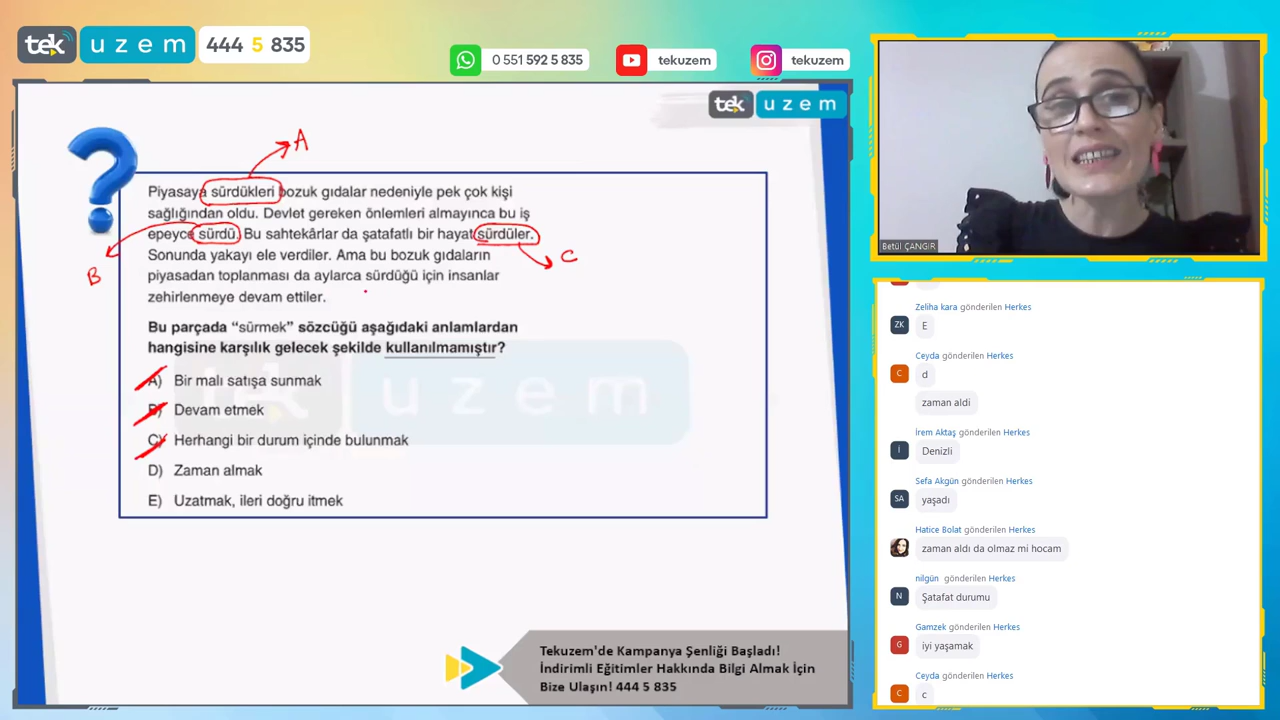 tek uzem 444 5 835
0 551 592 5 835
tekuzem
tekuzem
tek uzem
A
Piyasaya sürdükleri bozuk gıdalar nedeniyle pek çok kişi
sağlığından oldu. Devlet gereken önlemleri almayınca bu iş
epeyce sürdü. Bu sahtekârlar da şatafatlı bir hayat sürdüler.
Sonunda yakayı ele verdiler. Ama bu bozuk gıdaların
C
B
piyasadan toplanması da aylarca sürdüğü için insanlar
zehirlenmeye devam ettiler.
Bu parçada “sürmek” sözcüğü aşağıdaki anlamlardan
hangisine karşılık gelecek şekilde kullanılmamıştır?
A) Bir malı satışa sunmak
B) Devam etmek
C) Herhangi bir durum içinde bulunmak
D) Zaman almak
E) Uzatmak, ileri doğru itmek
tek uzem
Tekuzem'de Kampanya Şenliği Başladı!
İndirimli Eğitimler Hakkında Bilgi Almak İçin
Bize Ulaşın! 444 5 835
Betül ÇANGIR
Zeliha kara gönderilen Herkes
ZK E
Ceyda gönderilen Herkes
C d
zaman aldi
İrem Aktaş gönderilen Herkes
İ Denizli
Sefa Akgün gönderilen Herkes
SA yaşadı
Hatice Bolat gönderilen Herkes
zaman aldı da olmaz mi hocam
nilgün gönderilen Herkes
N Şatafat durumu
Gamzek gönderilen Herkes
G iyi yaşamak
Ceyda gönderilen Herkes
C c